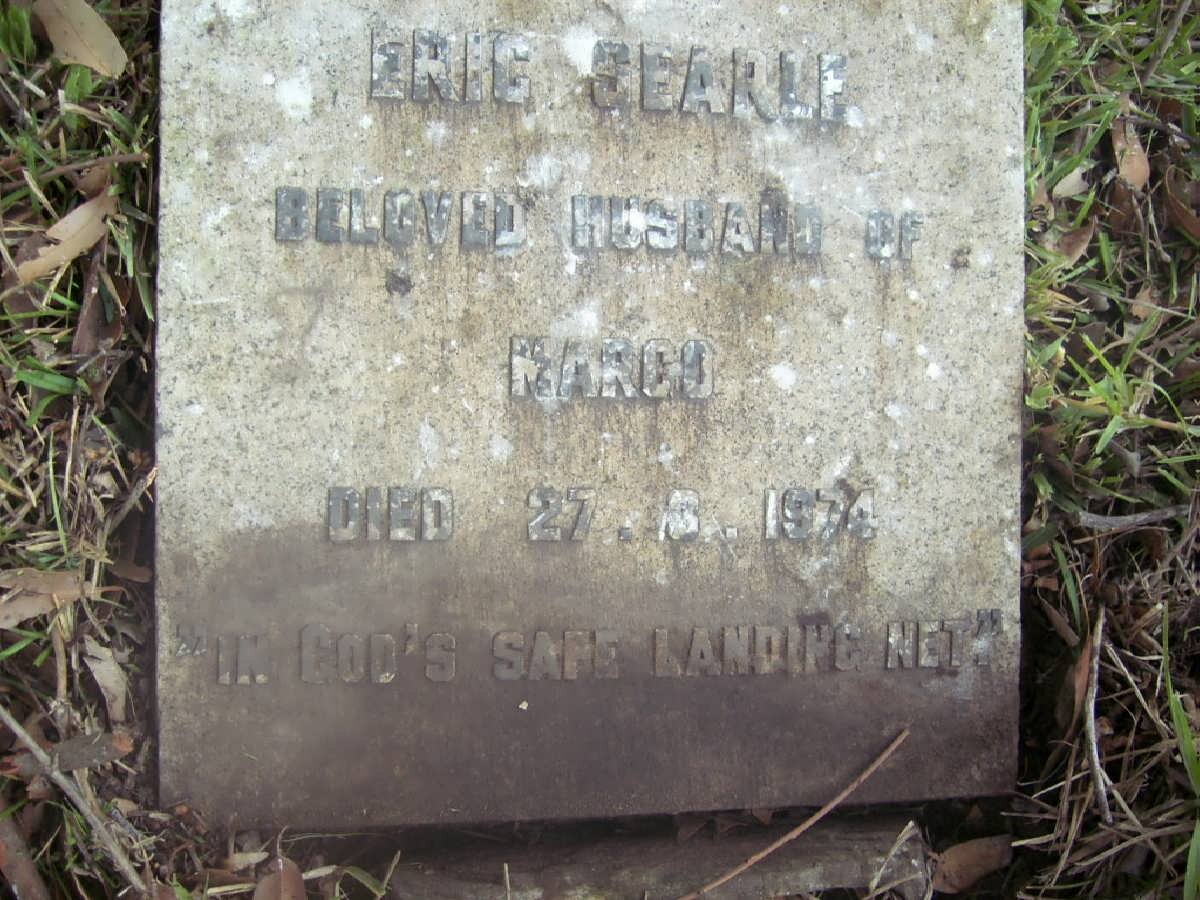 ERIC SEARLE
BELOVED HUSBAND OF
MARGO
DIED 27. 8. 1974
"IN GOD'S SAFE LANDING NET"